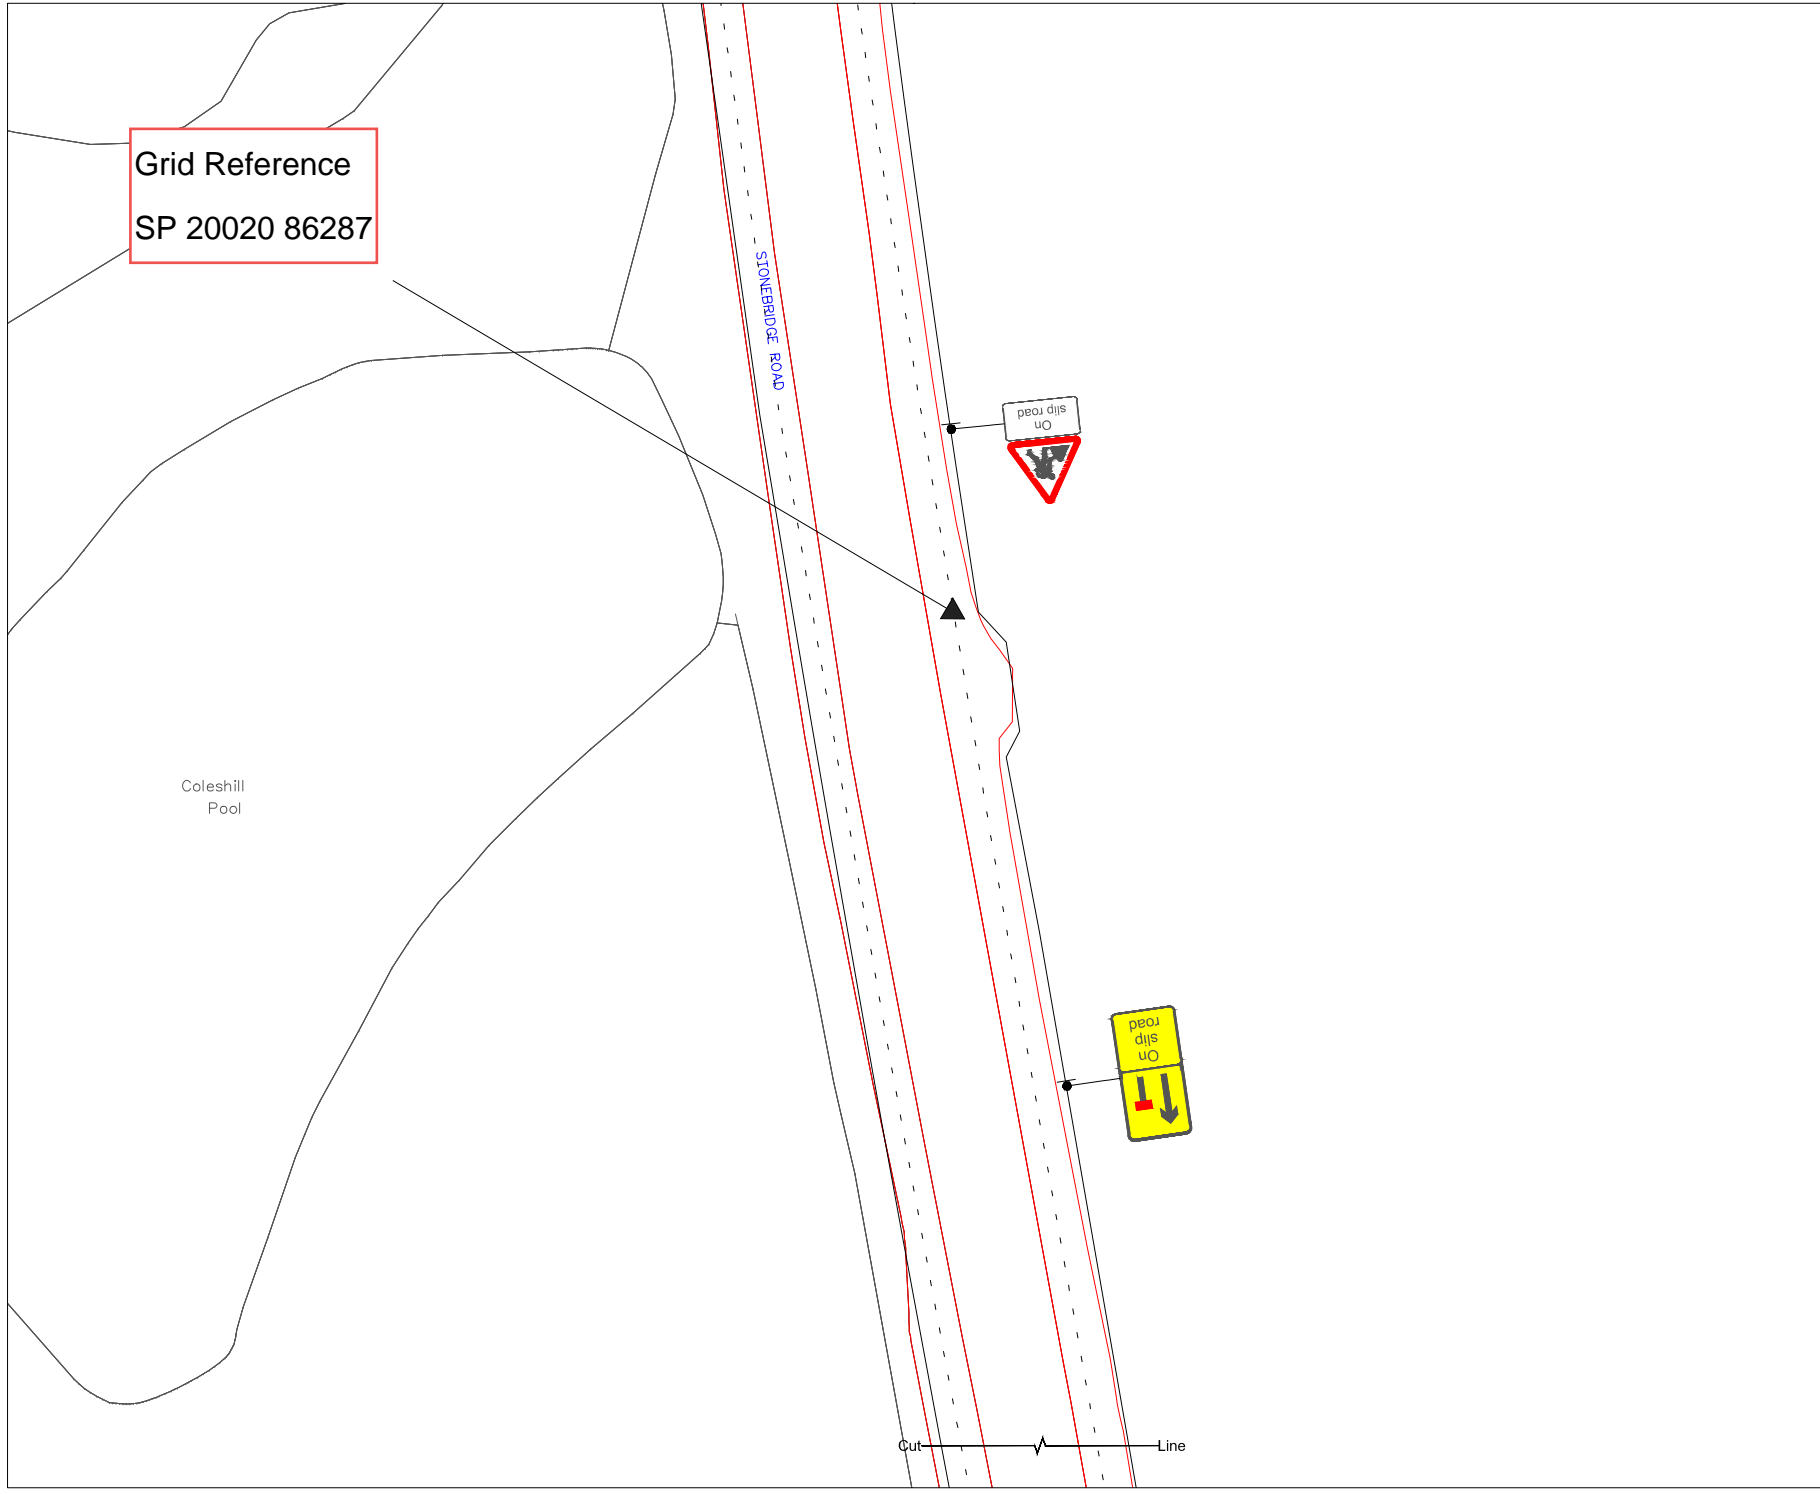 Grid Reference
SP 20020 86287
STONEBRIDGE ROAD
On
slip road
Coleshill
Pool
On
slip
road
Cut
Line